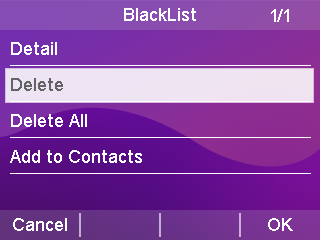 BlackList 1/1
Detail
Delete
Delete All
Add to Contacts
Cancel OK